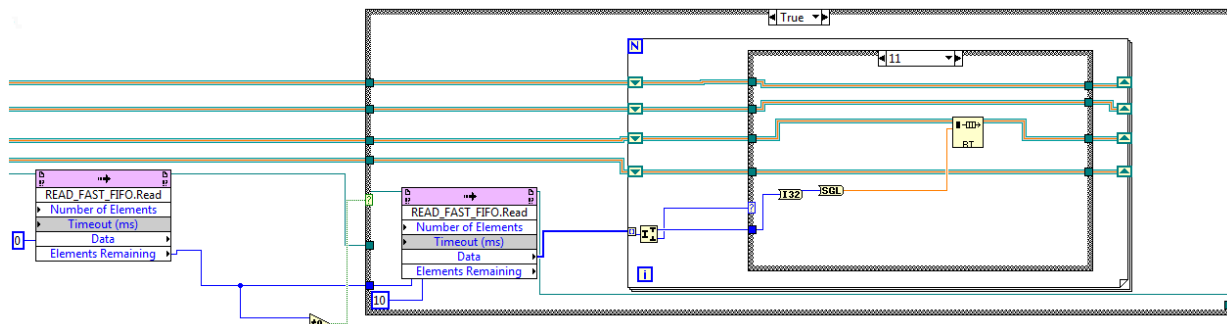 True
N
11
RT
READ_FAST_FIFO.Read
Number of Elements
Timeout (ms)
Data
Elements Remaining
0
READ_FAST_FIFO.Read
Number of Elements
Timeout (ms)
Data
Elements Remaining
10
?
?
I32
SGL
i
≠0